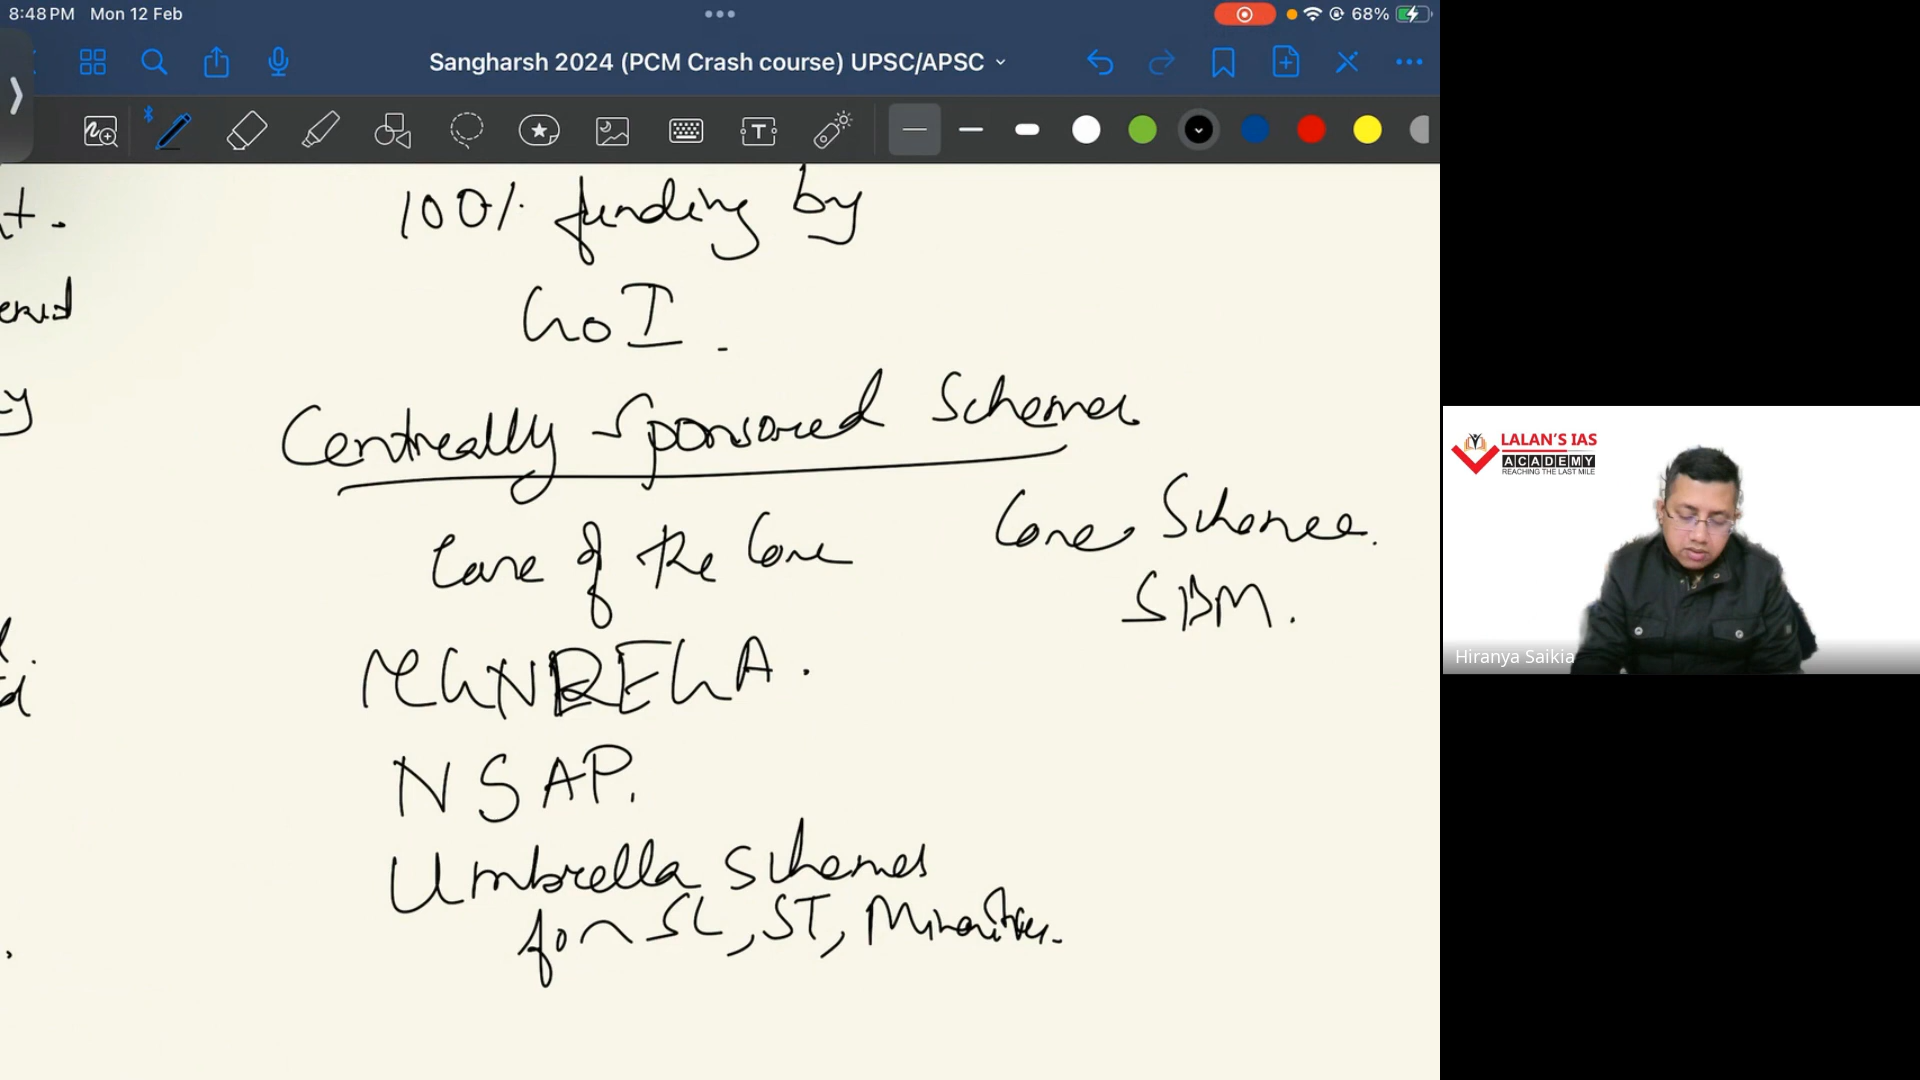 8:48 PM Mon 12 Feb
68%
Sangharsh 2024 (PCM Crash course) UPSC/APSC
T
100% funding by
GoI.
Centrally Sponsored Schemes
Core of the Core
Core Schemes.
SBM.
MGNREGA.
NSAP.
Umbrella Schemes
for SC, ST, Minorities.
LALAN'S IAS
ACADEMY
REACHING THE LAST MILE
Hiranya Saikia